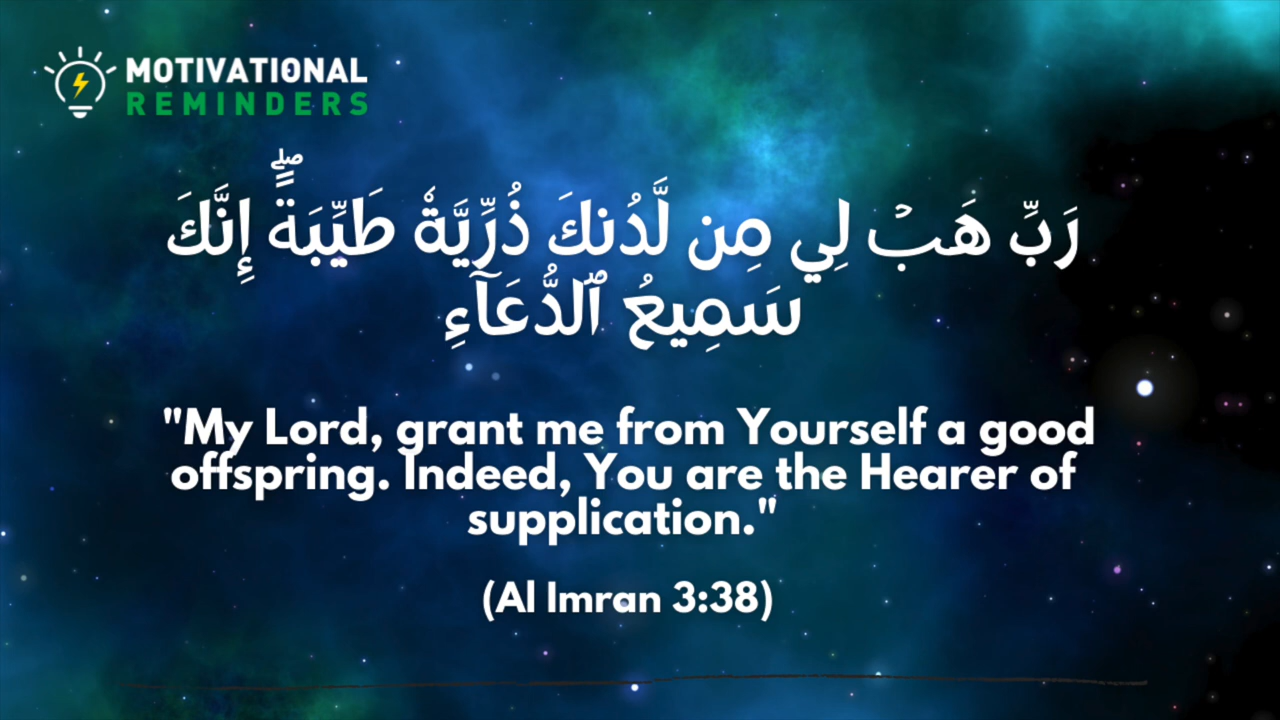 MOTIVATIONAL
REMINDERS
رَبِّ هَبۡ لِي مِن لَّدُنكَ ذُرِّيَّةٗ طَيِّبَةًۖ إِنَّكَ
سَمِيعُ ٱلدُّعَآءِ
"My Lord, grant me from Yourself a good
offspring. Indeed, You are the Hearer of
supplication."
(Al Imran 3:38)